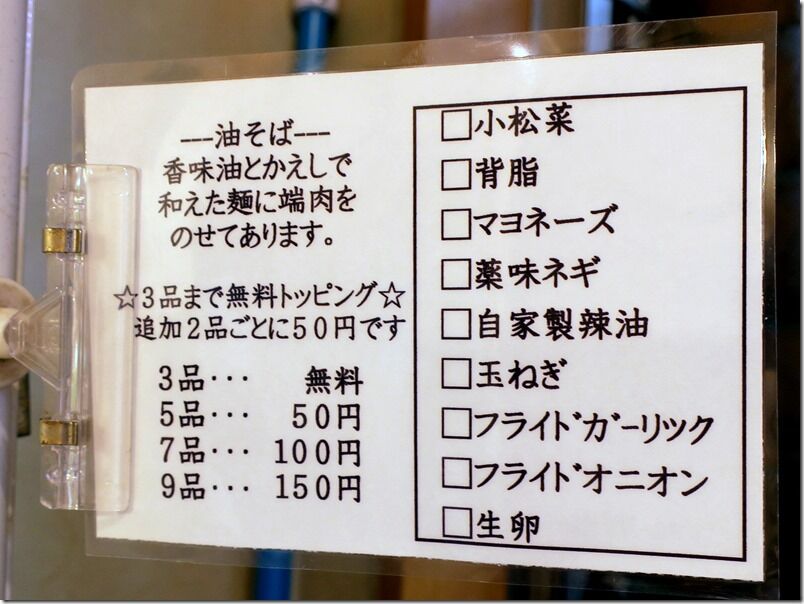 ---油そば---
香味油とかえしで
和えた麺に端肉を
のせてあります。
☆3品まで無料トッピング☆
追加2品ごとに50円です
3品・・・ 無料
5品・・・ 50円
7品・・・ 100円
9品・・・ 150円
□小松菜
□背脂
□マヨネーズ
□薬味ネギ
□自家製辣油
□玉ねぎ
□フライドガーリック
□フライドオニオン
□生卵